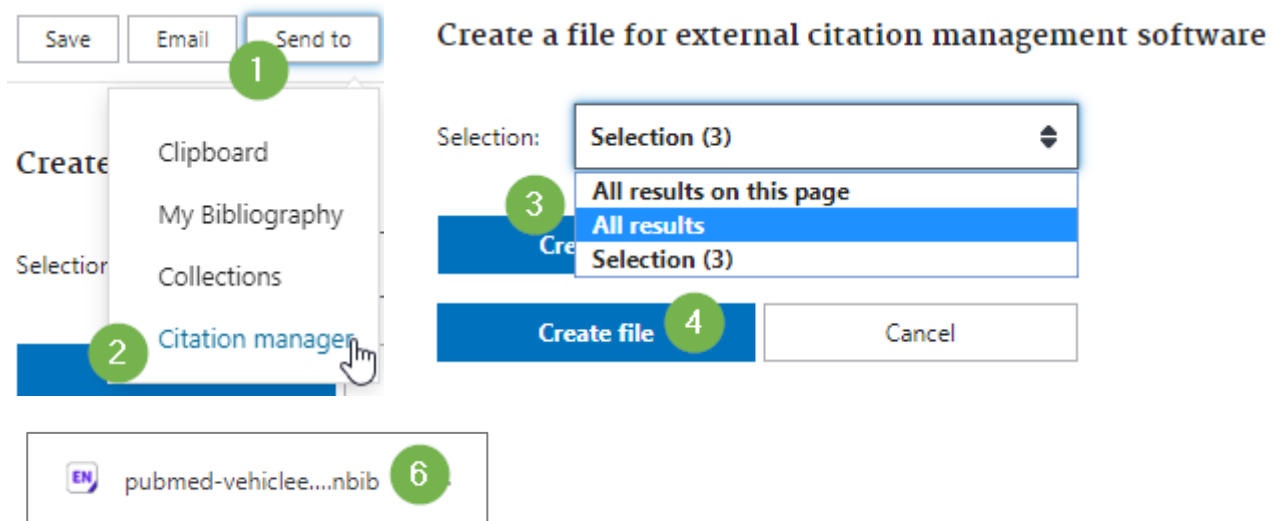 Save Email Send to
1
Clipboard
Create
My Bibliography
Selection
Collections
2 Citation manager
Create a file for external citation management software
Selection: Selection (3)
All results on this page
3
All results
Cre
Selection (3)
Create file 4 Cancel
EN pubmed-vehiclee....nbib 6